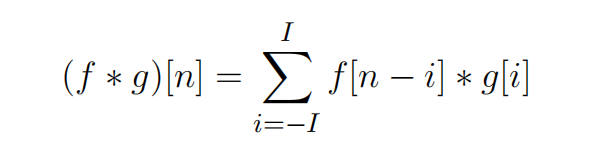 (f ∗ g)[n] = \sum_{i=-I}^{I} f[n − i] ∗ g[i]